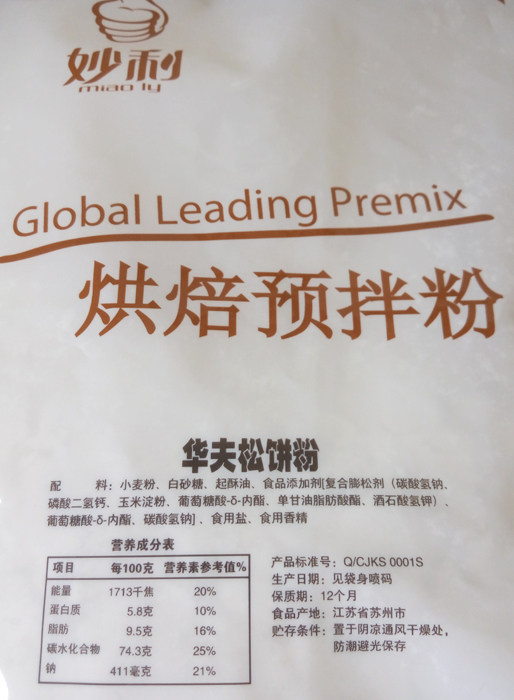 妙利
miao ly
Global Leading Premix
烘焙预拌粉
华夫松饼粉
配 料：小麦粉、白砂糖、起酥油、食品添加剂[复合膨松剂（碳酸氢钠、
磷酸二氢钙、玉米淀粉、葡萄糖酸-δ-内酯、单甘油脂肪酸酯、酒石酸氢钾）、
葡萄糖酸-δ-内酯、碳酸氢钠]、食用盐、食用香精
营养成分表
项目 每100克 营养素参考值%
能量 1713千焦 20%
蛋白质 5.8克 10%
脂肪 9.5克 16%
碳水化合物 74.3克 25%
钠 411毫克 21%
产品标准号：Q/CJKS 0001S
生产日期：见袋身喷码
保质期：12个月
食品产地：江苏省苏州市
贮存条件：置于阴凉通风干燥处，
防潮避光保存